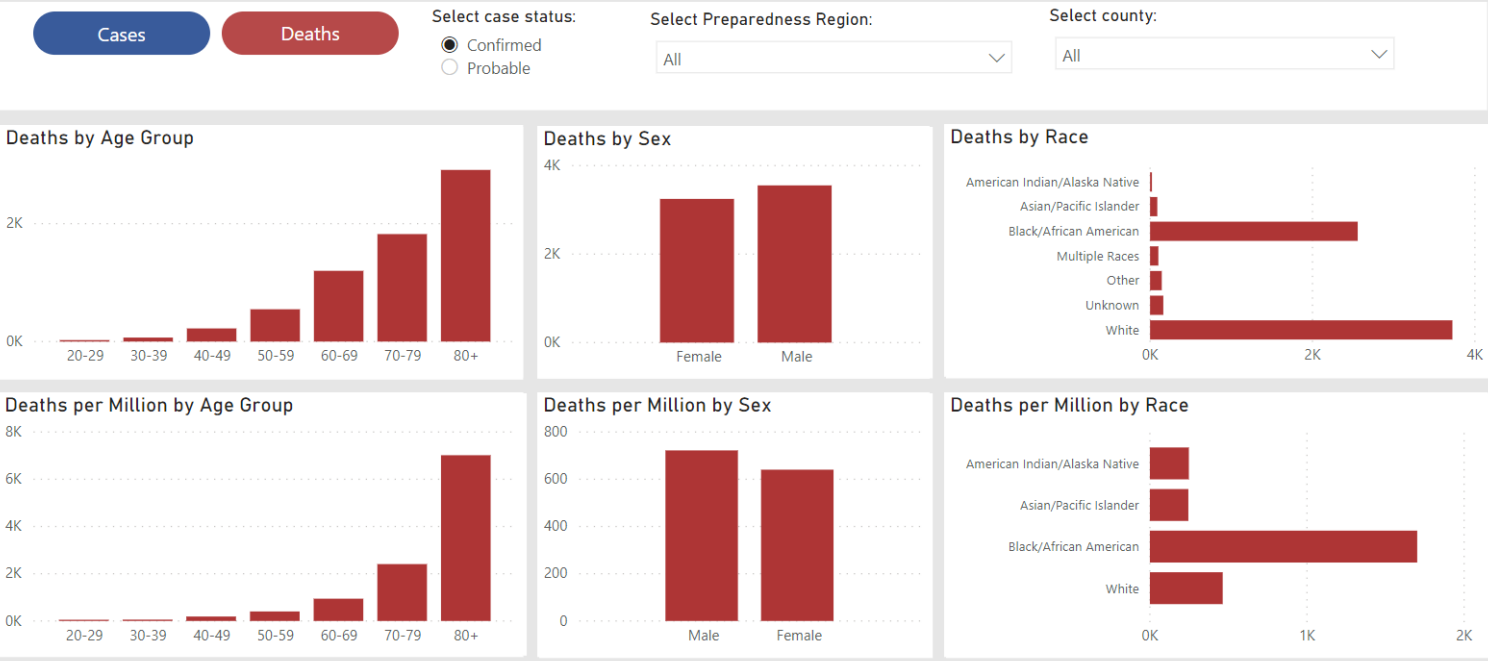 Cases
Deaths
Select case status:
Confirmed
Probable
Select Preparedness Region:
All
Select county:
All
Deaths by Age Group
2K
0K
20-29 30-39 40-49 50-59 60-69 70-79 80+
Deaths by Sex
4K
2K
0K
Female Male
Deaths by Race
American Indian/Alaska Native
Asian/Pacific Islander
Black/African American
Multiple Races
Other
Unknown
White
0K 2K 4K
Deaths per Million by Age Group
8K
6K
4K
2K
0K
20-29 30-39 40-49 50-59 60-69 70-79 80+
Deaths per Million by Sex
800
600
400
200
0
Male Female
Deaths per Million by Race
American Indian/Alaska Native
Asian/Pacific Islander
Black/African American
White
0K 1K 2K